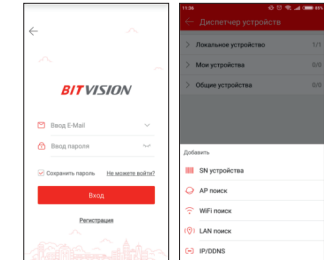 BITVISION
Ввод E-Mail
Ввод пароля
Сохранить пароль Не можете войти?
Вход
Регистрация
11:36
Диспетчер устройств
Локальное устройство 1/1
Мои устройства 0/0
Общие устройства 0/0
Добавить
SN устройства
AP поиск
WiFi поиск
LAN поиск
IP/DDNS